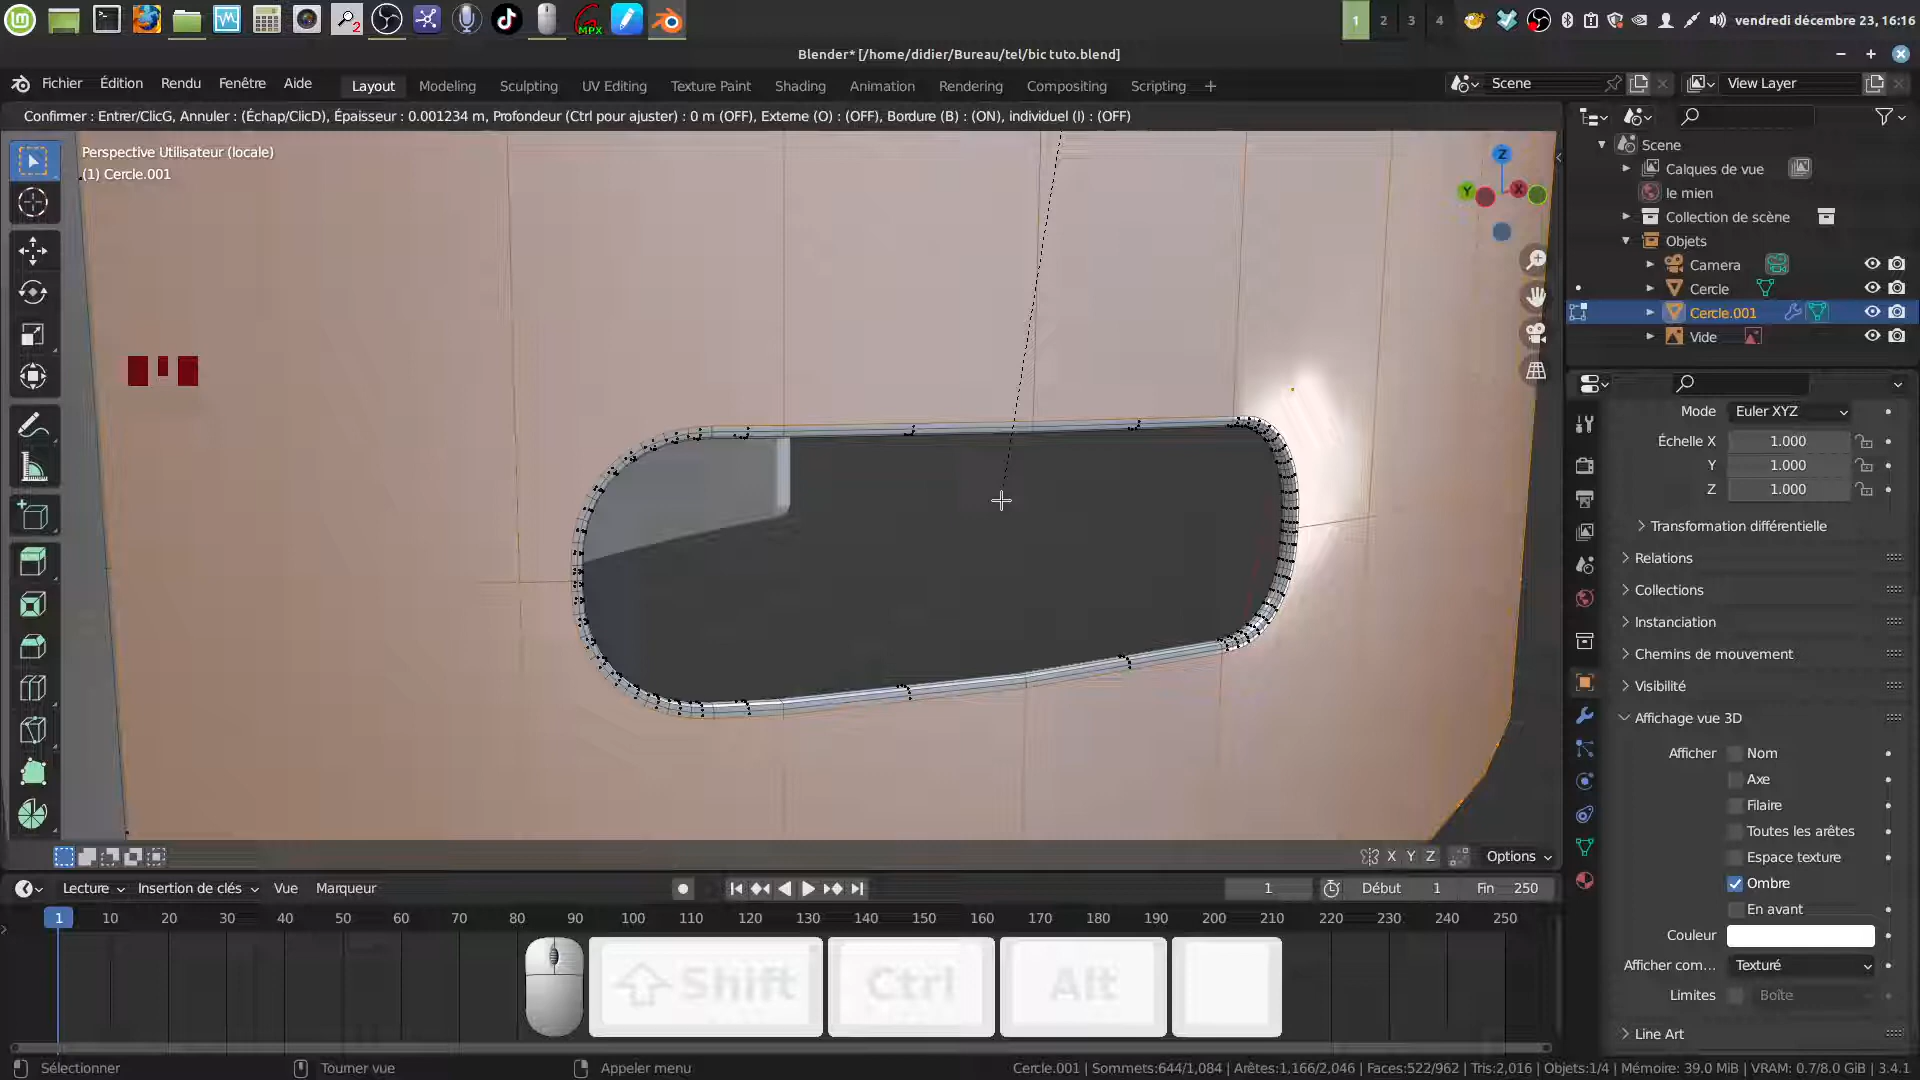 2
MPX
1 2 3 4
vendredi décembre 23, 16:16
Blender* [/home/didier/Bureau/tel/bic tuto.blend]
Fichier Édition Rendu Fenêtre Aide
Layout Modeling Sculpting UV Editing Texture Paint Shading Animation Rendering Compositing Scripting +
Scene
View Layer
Confirmer : Entrer/ClicG, Annuler : (Échap/ClicD), Épaisseur : 0.001234 m, Profondeur (Ctrl pour ajuster) : 0 m (OFF), Externe (O) : (OFF), Bordure (B) : (ON), individuel (I) : (OFF)
Perspective Utilisateur (locale)
(1) Cercle.001
Z
Y
X
Scene
Calques de vue
le mien
Collection de scène
Objets
Camera
Cercle
Cercle.001
Vide
Mode Euler XYZ
Échelle X 1.000
Y 1.000
Z 1.000
Transformation différentielle
Relations
Collections
Instanciation
Chemins de mouvement
Visibilité
Affichage vue 3D
Afficher Nom
Axe
Filaire
Toutes les arêtes
Espace texture
Ombre
En avant
Couleur
Afficher com... Texturé
Limites Boîte
Line Art
X Y Z
Options
Lecture Insertion de clés Vue Marqueur
1
Début 1
Fin 250
1 10 20 30 40 50 60 70 80 90 100 110 120 130 140 150 160 170 180 190 200 210 220 230 240 250
Shift Ctrl Alt
Sélectionner
Tourner vue
Appeler menu
Cercle.001 | Sommets:644/1,084 | Arêtes:1,166/2,046 | Faces:522/962 | Tris:2,016 | Objets:1/4 | Mémoire: 39.0 MiB | VRAM: 0.7/8.0 GiB | 3.4.1